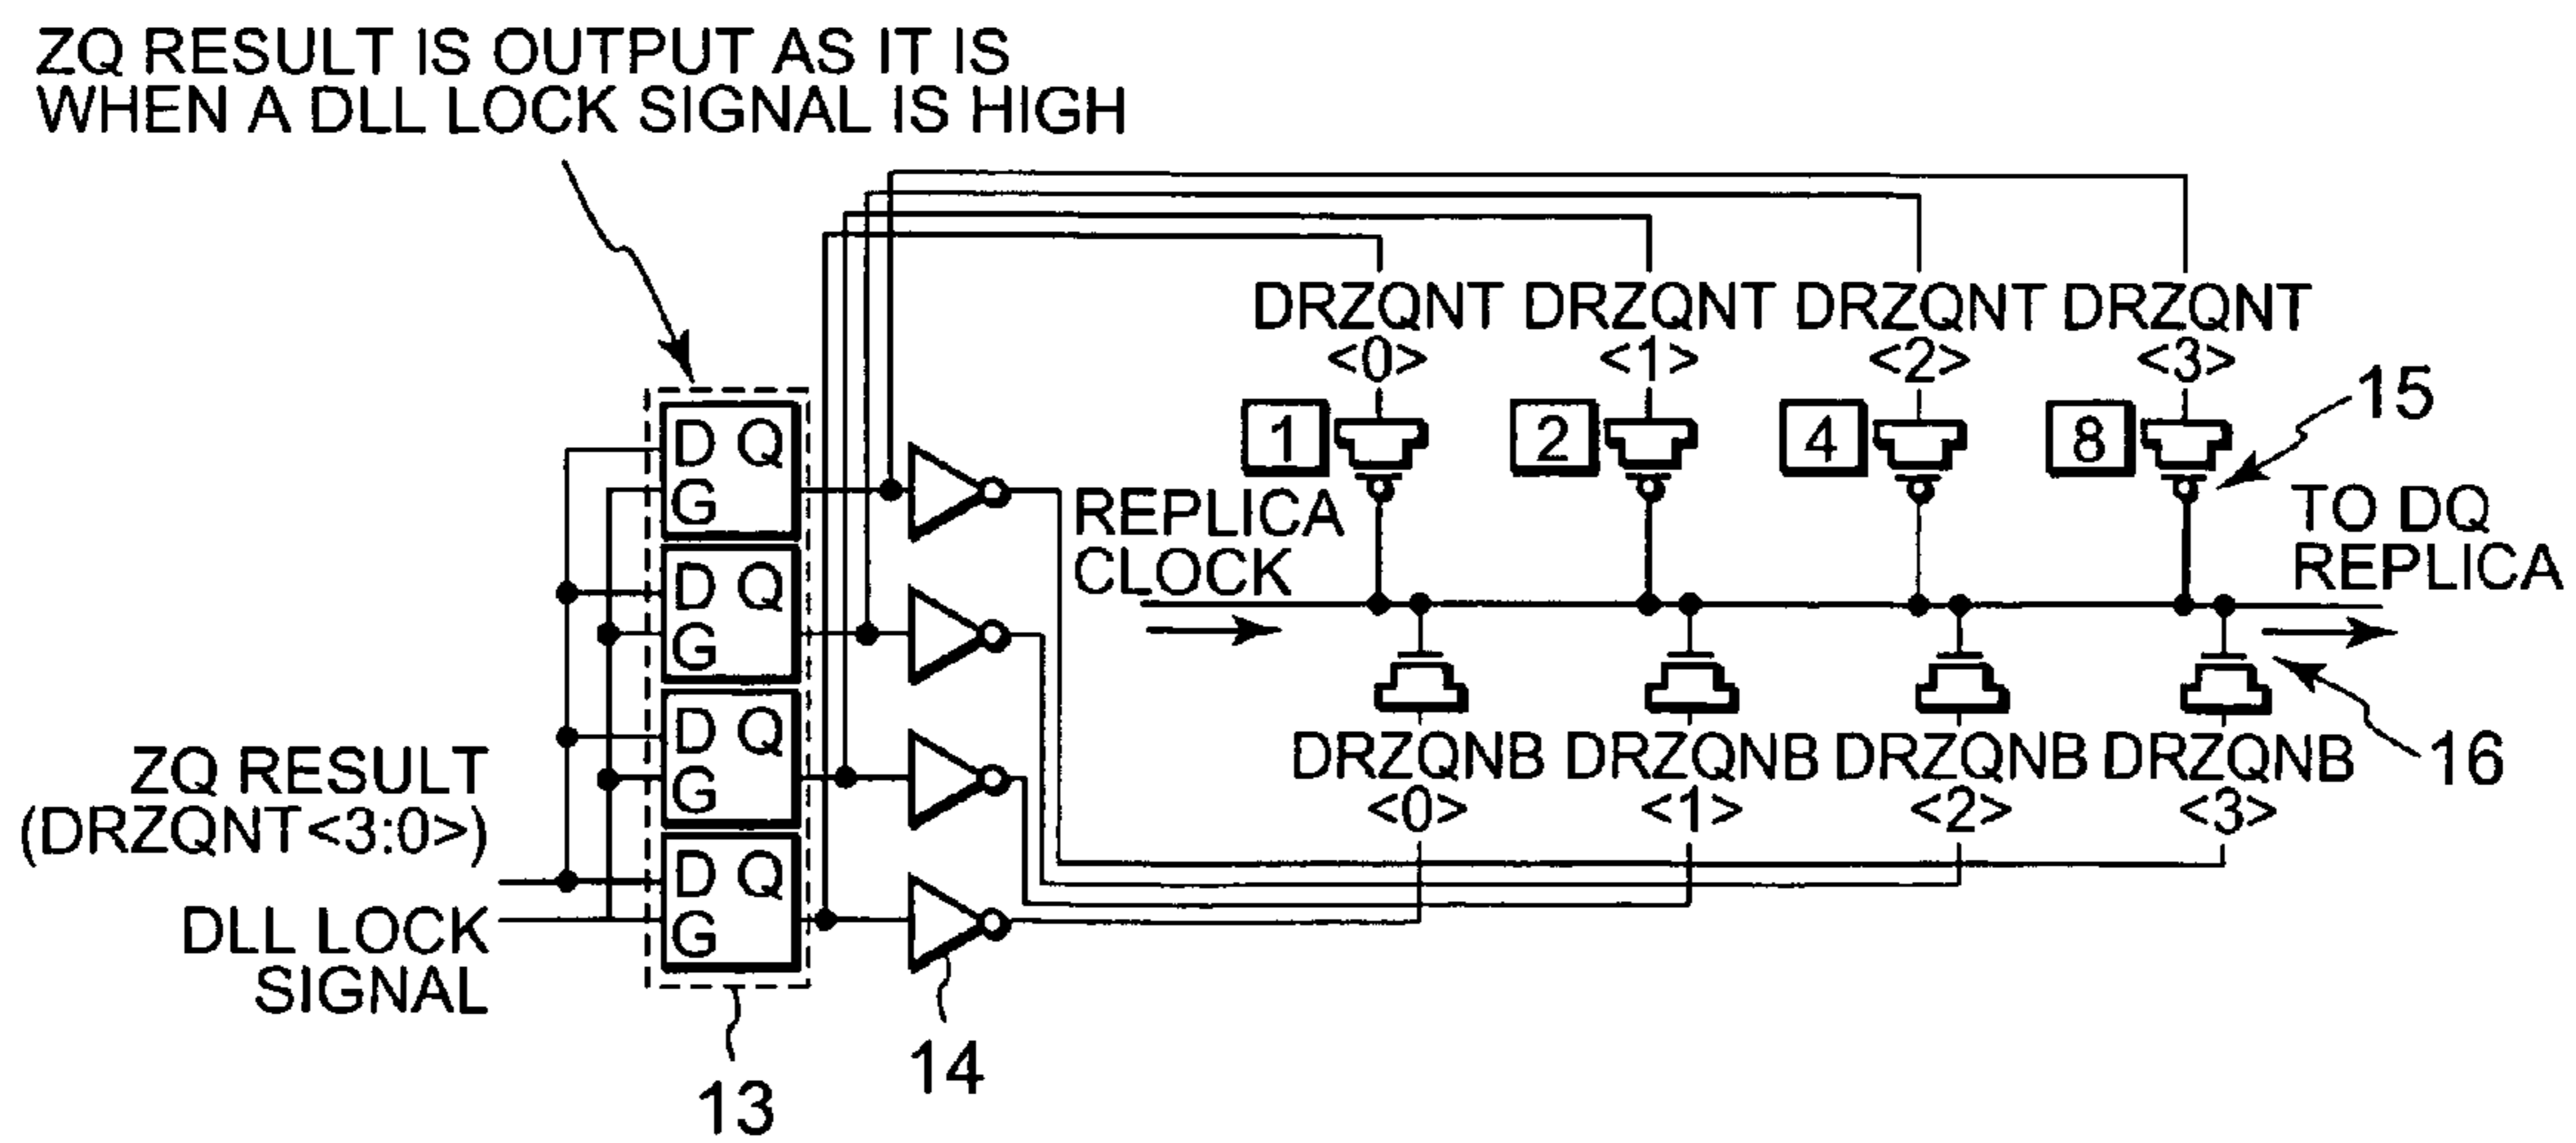 ZQ RESULT IS OUTPUT AS IT IS
WHEN A DLL LOCK SIGNAL IS HIGH
DRZQNT DRZQNT DRZQNT DRZQNT
<0> <1> <2> <3>
1 2 4 8
15
D Q
G
D Q
G
D Q
G
D Q
G
REPLICA
CLOCK
TO DQ
REPLICA
ZQ RESULT
(DRZQNT<3:0>)
DLL LOCK
SIGNAL
DRZQNB DRZQNB DRZQNB DRZQNB
<0> <1> <2> <3>
16
13
14